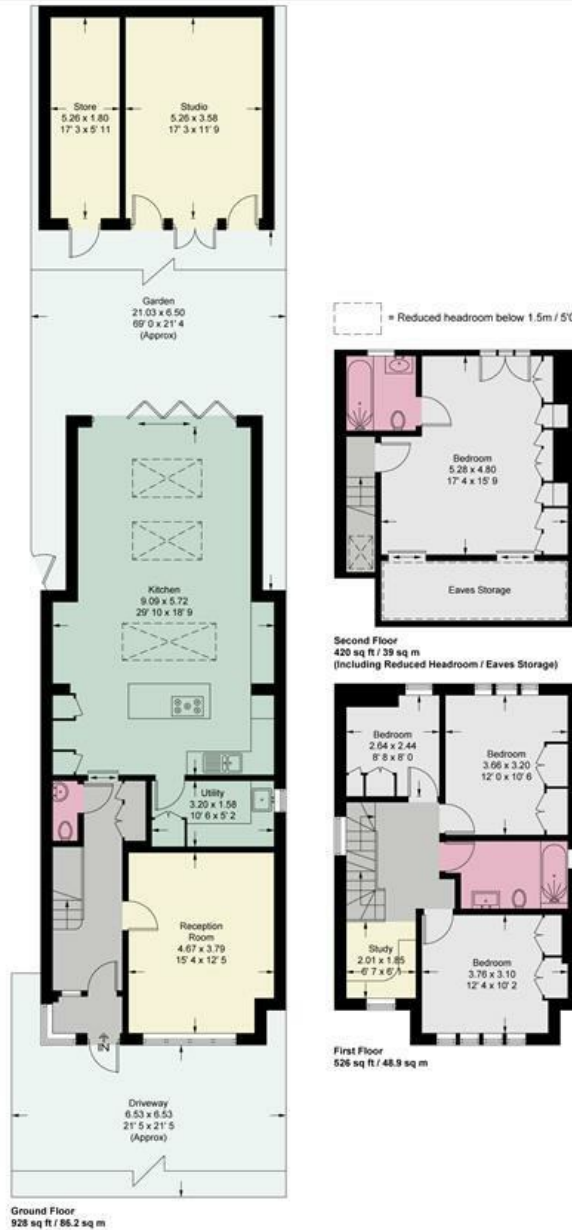 Store
5.26 x 1.80
17' 3 x 5' 11
Studio
5.26 x 3.58
17' 3 x 11' 9
Garden
21.03 x 6.50
69' 0 x 21' 4
(Approx)
Kitchen
9.09 x 5.72
29' 10 x 18' 9
Utility
3.20 x 1.58
10' 6 x 5' 2
Reception
Room
4.67 x 3.79
15' 4 x 12' 5
IN
Driveway
6.53 x 6.53
21' 5 x 21' 5
(Approx)
Ground Floor
928 sq ft / 86.2 sq m
= Reduced headroom below 1.5m / 5'0
Bedroom
5.28 x 4.80
17' 4 x 15' 9
Eaves Storage
Second Floor
420 sq ft / 39 sq m
(Including Reduced Headroom / Eaves Storage)
Bedroom
2.64 x 2.44
8' 8 x 8' 0
Bedroom
3.66 x 3.20
12' 0 x 10' 6
Study
2.01 x 1.85
6' 7 x 6' 1
Bedroom
3.76 x 3.10
12' 4 x 10' 2
First Floor
526 sq ft / 48.9 sq m